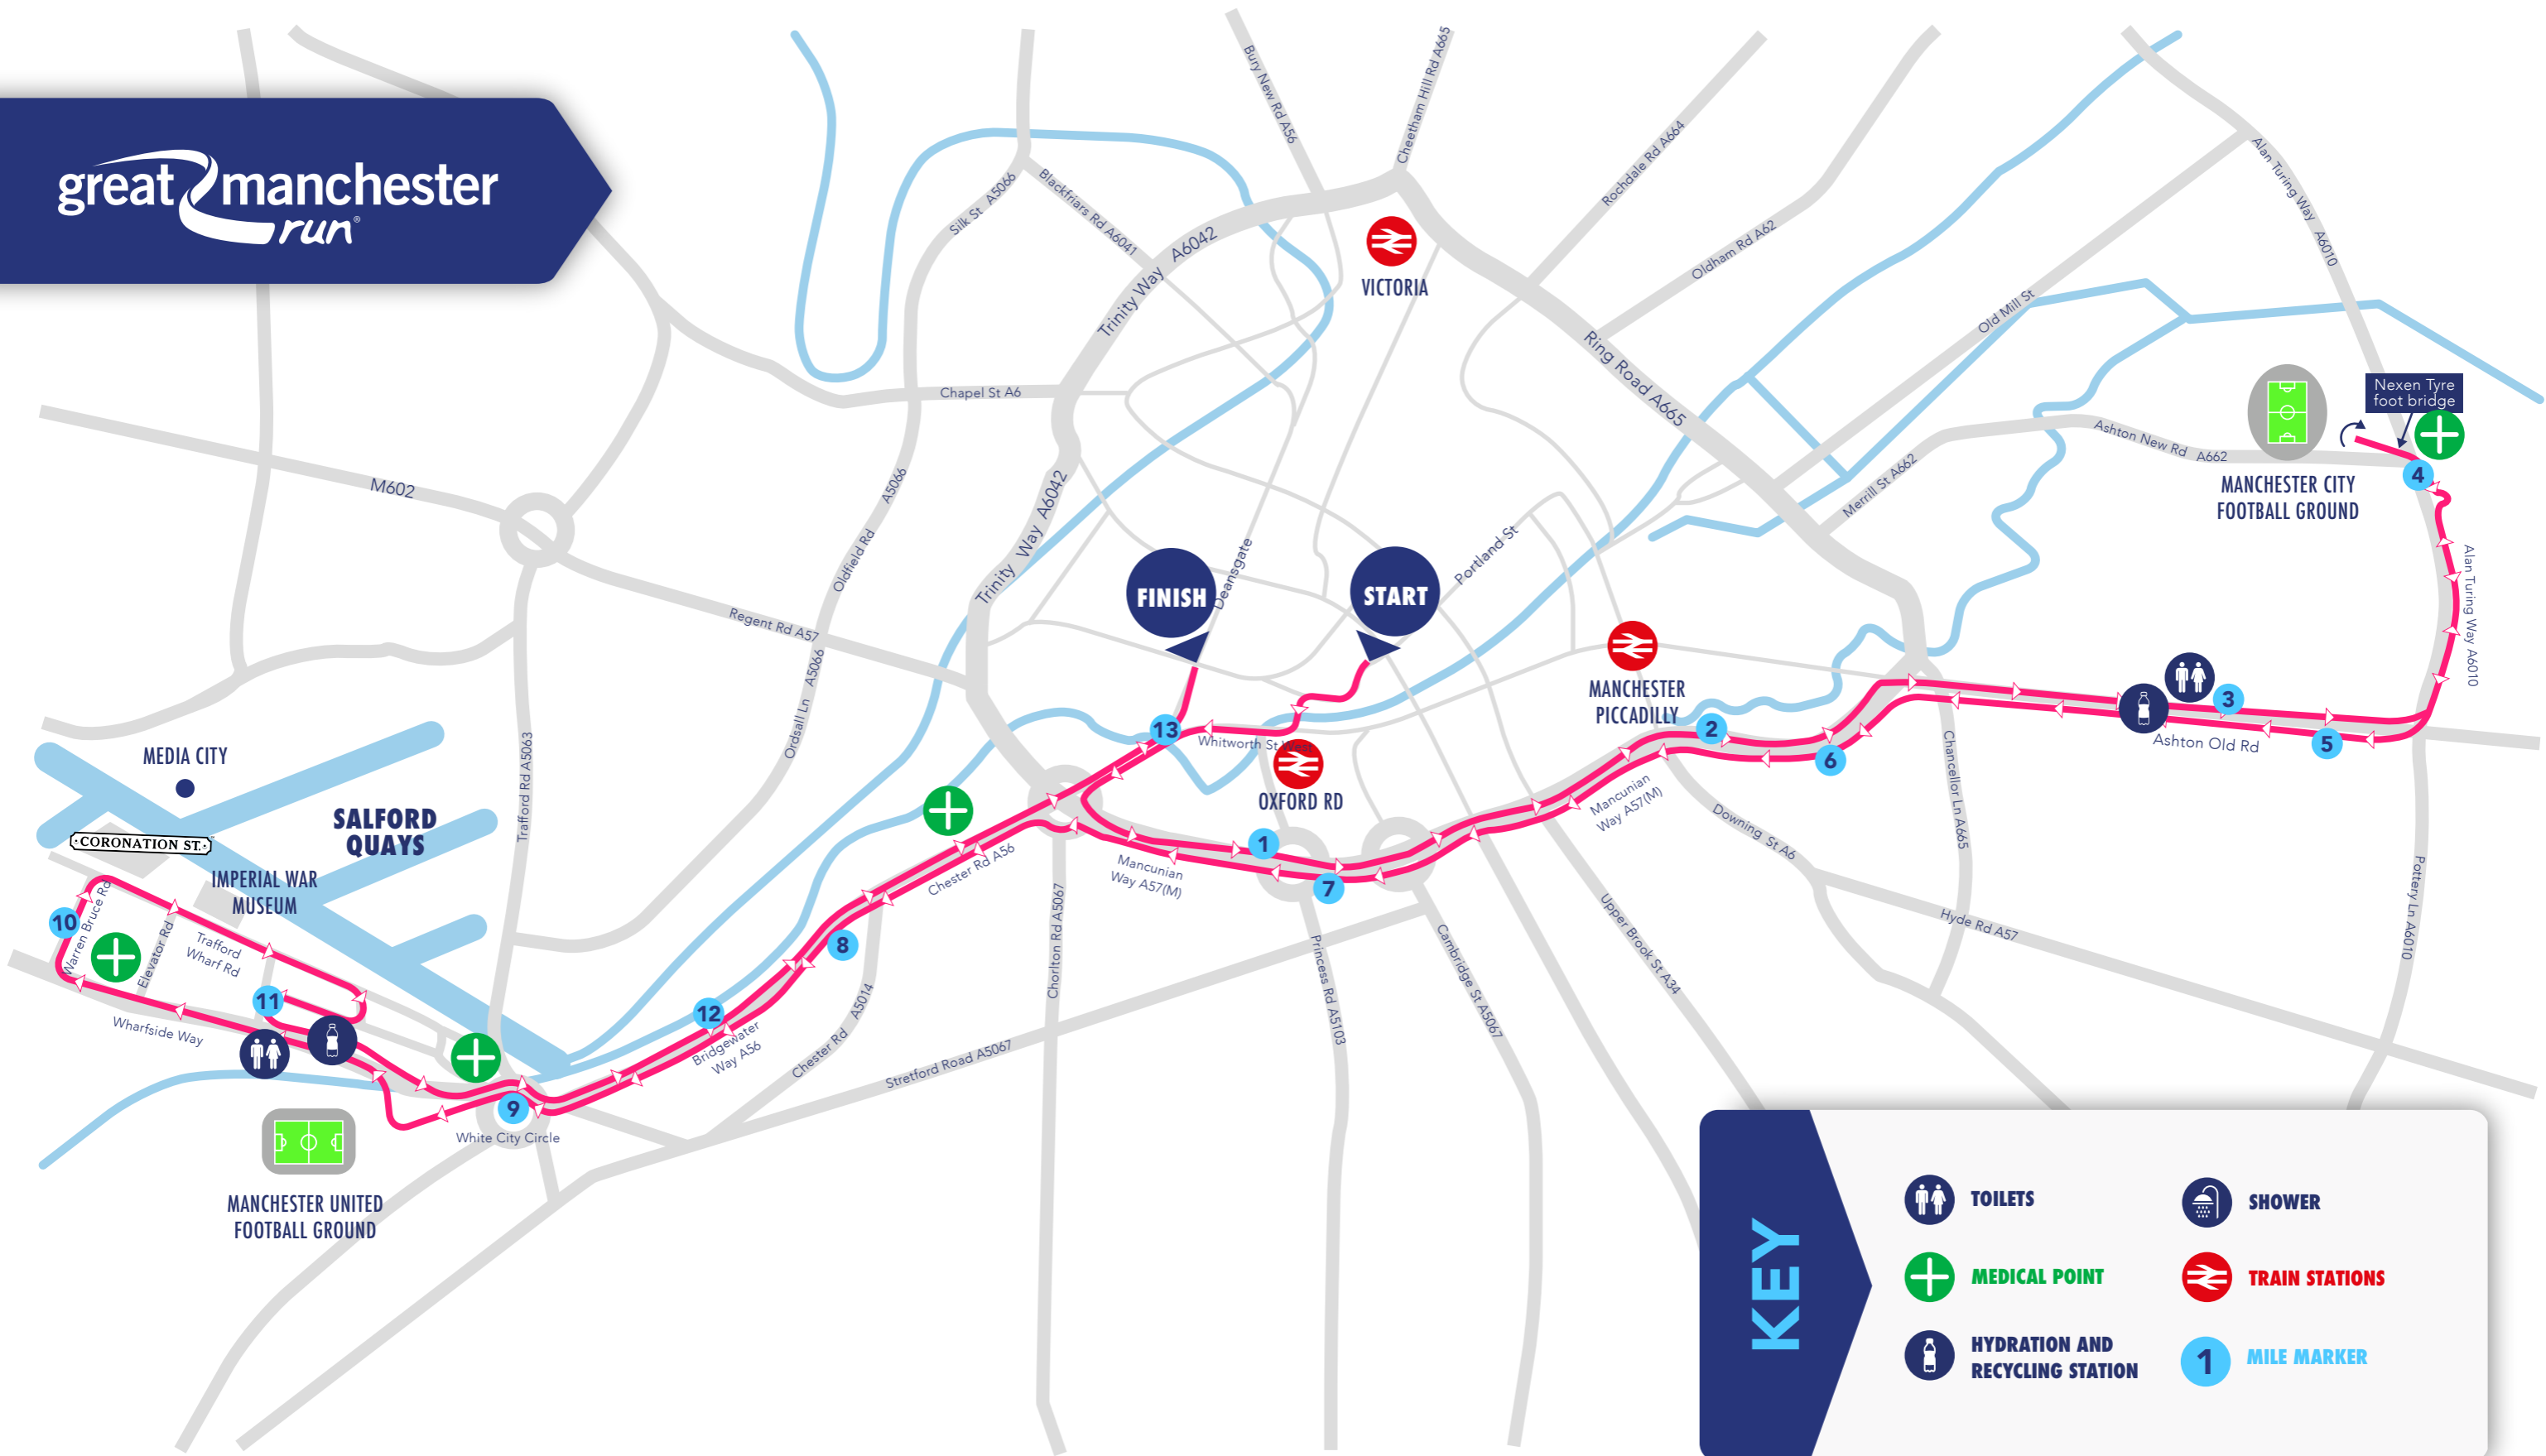 great manchester
run®
Bury New Rd A56
Cheetham Hill Rd A665
Rochdale Rd A664
Oldham Rd A62
Alan Turing Way
A6010
Silk St A5066
Blackfriars Rd A6041
Trinity Way A6042
VICTORIA
Old Mill St
Ring Road A665
Chapel St A6
Nexen Tyre
foot bridge
Ashton New Rd A662
Merrill St A662
4
MANCHESTER CITY
FOOTBALL GROUND
M602
Oldfield Rd
A5066
Trinity Way A6042
Deansgate
FINISH
START
Portland St
Alan Turing Way A6010
Regent Rd A57
Ordsall Ln
A5066
Trafford Rd A5063
MANCHESTER
PICCADILLY
2
3
5
6
Ashton Old Rd
Chancellor Ln A665
13
Whitworth St West
OXFORD RD
MEDIA CITY
SALFORD
QUAYS
CORONATION ST.
IMPERIAL WAR
MUSEUM
Mancunian
Way A57(M)
Downing St A6
1
7
Mancunian
Way A57(M)
Chester Rd A56
Chorlton Rd A5067
Pottery Ln A6010
Hyde Rd A57
Upper Brook St A34
Cambridge St A5067
Princess Rd A5103
8
10
Warren Bruce Rd
Elevator Rd
Trafford
Wharf Rd
11
Wharfside Way
12
Bridgewater
Way A56
Chester Rd
A5014
Stretford Road A5067
9
White City Circle
MANCHESTER UNITED
FOOTBALL GROUND
KEY
TOILETS
SHOWER
MEDICAL POINT
TRAIN STATIONS
HYDRATION AND
RECYCLING STATION
1
MILE MARKER